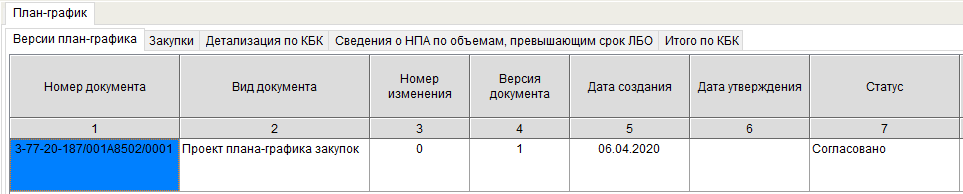 План-график
Версии план-графика Закупки Детализация по КБК Сведения о НПА по объемам, превышающим срок ЛБО Итого по КБК
Номер документа Вид документа Номер изменения Версия документа Дата создания Дата утверждения Статус
1 2 3 4 5 6 7
3-77-20-187/001А8502/0001 Проект плана-графика закупок 0 1 06.04.2020 Согласовано